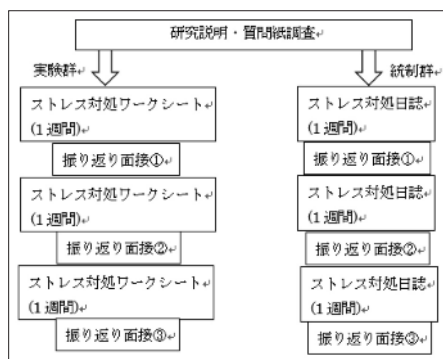 研究説明・質問紙調査
実験群
統制群
ストレス対処ワークシート
(1週間)
振り返り面接①
ストレス対処ワークシート
(1週間)
振り返り面接②
ストレス対処ワークシート
(1週間)
振り返り面接③
ストレス対処日誌
(1週間)
振り返り面接①
ストレス対処日誌
(1週間)
振り返り面接②
ストレス対処日誌
(1週間)
振り返り面接③